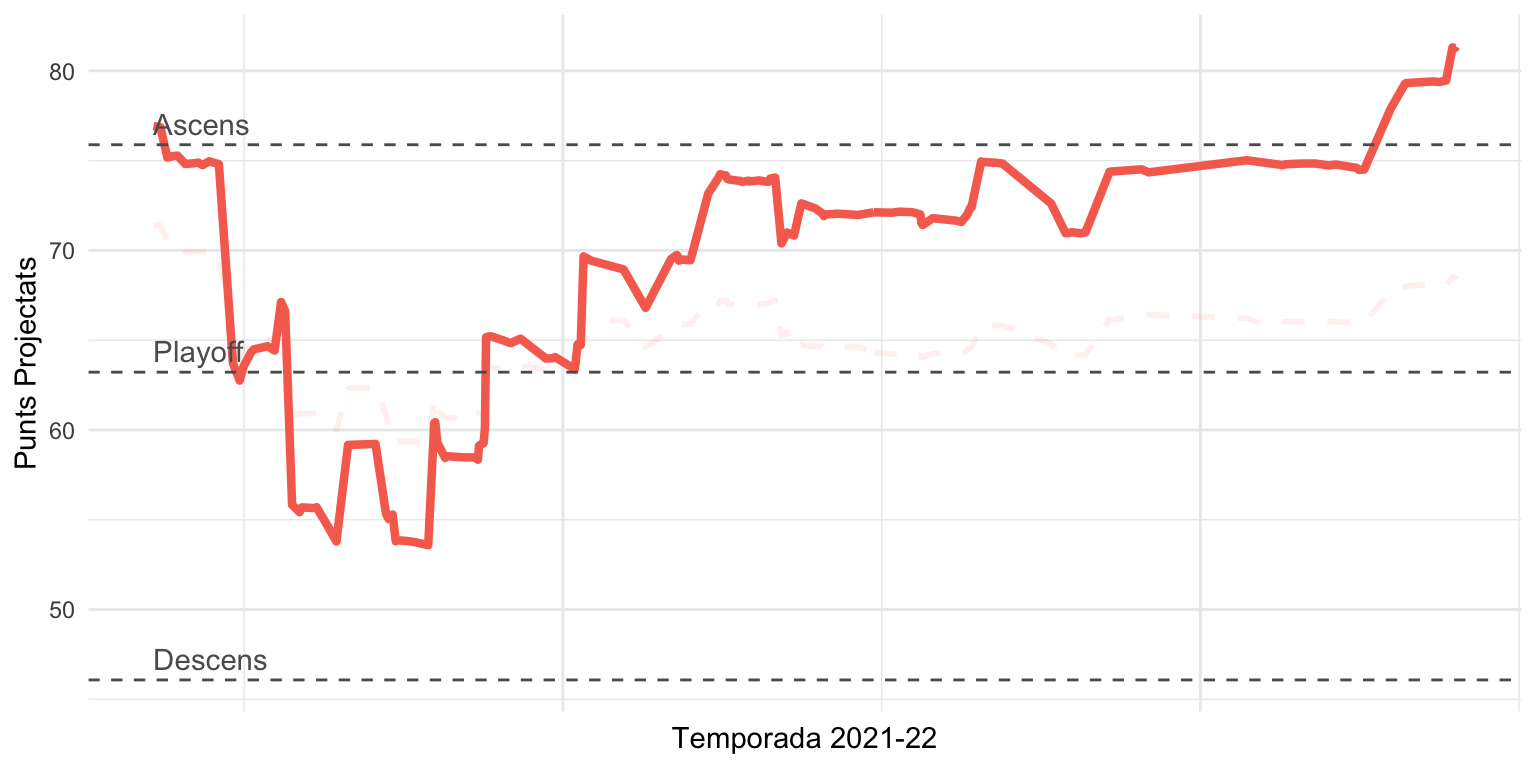 80
70
60
50
Punts Projectats
Ascens
Playoff
Descens
Temporada 2021-22